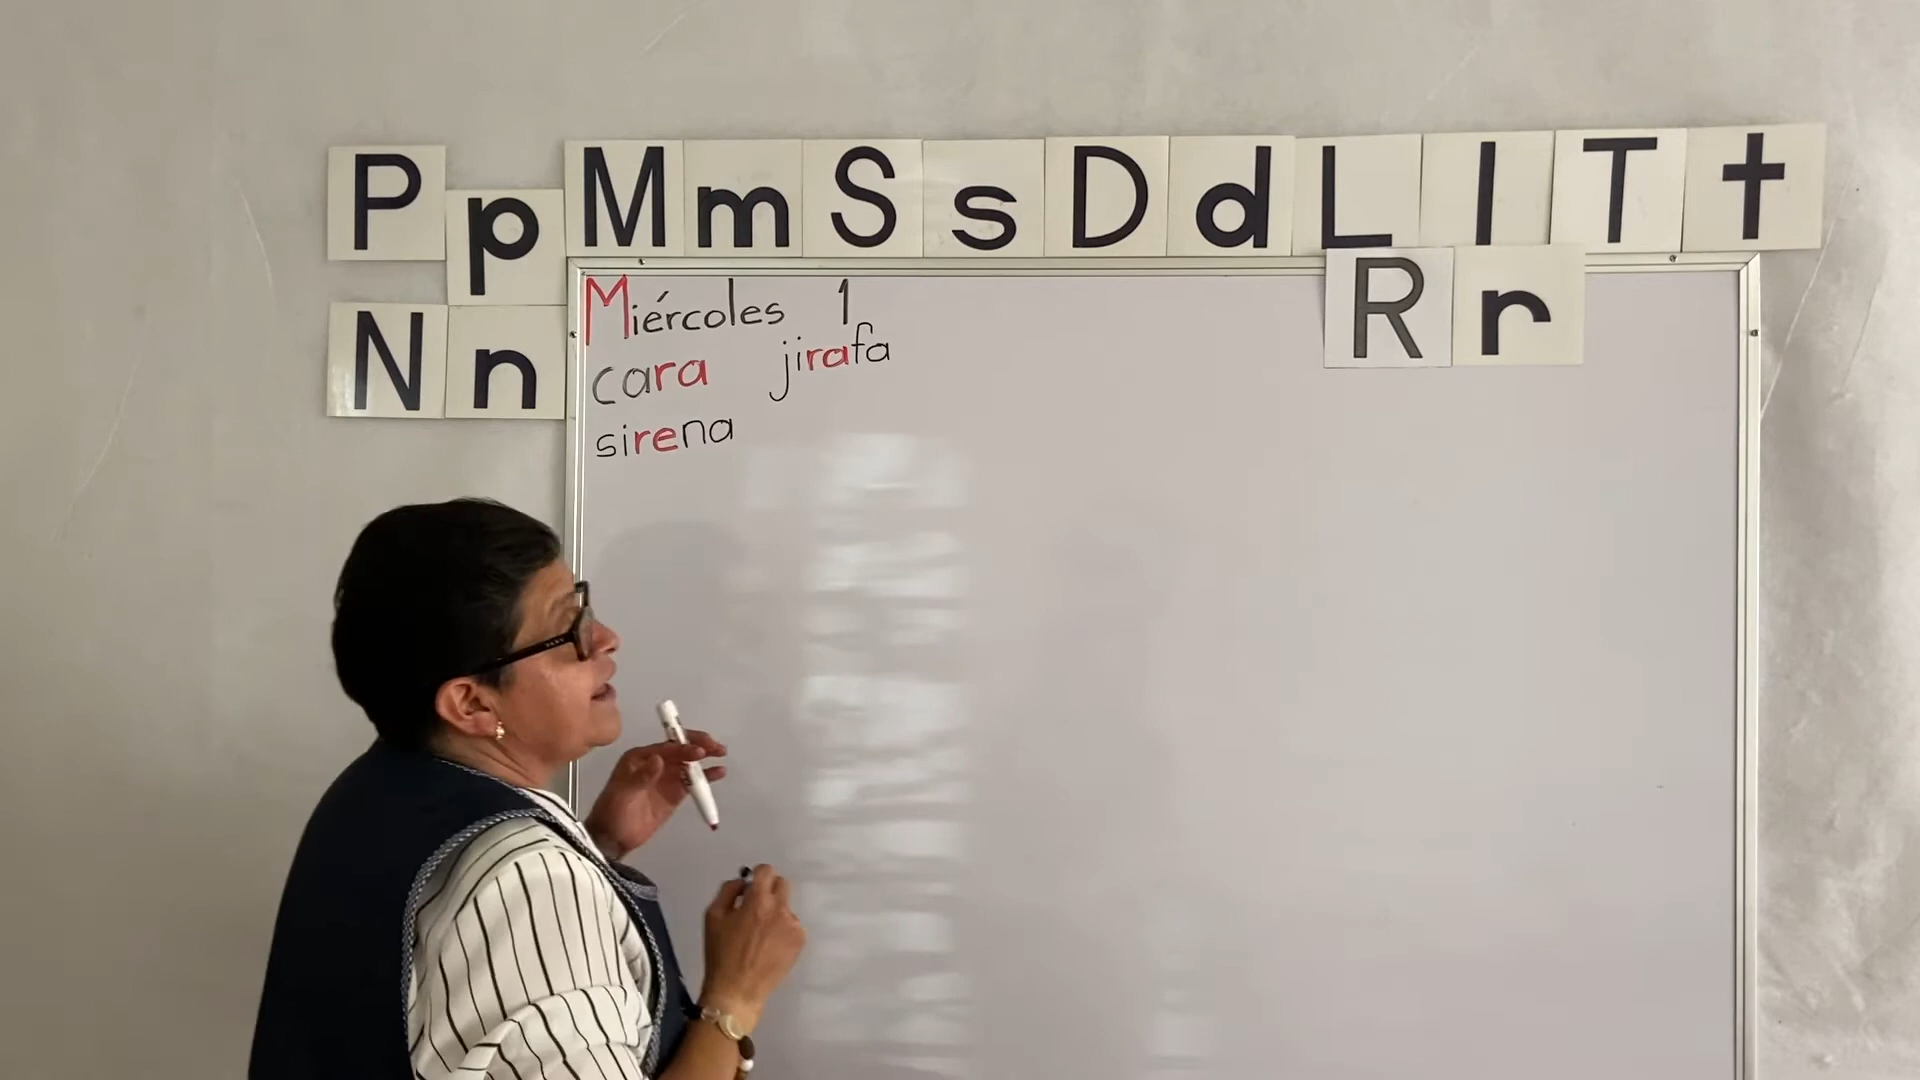 P p M m S s D d L l T t
R r
N n
Miércoles 1
cara jirafa
sirena